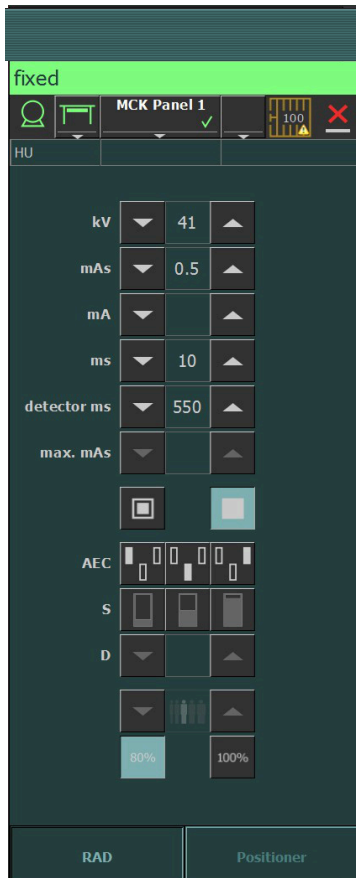 fixed
MCK Panel 1
100
HU
kV 41
mAs 0.5
mA
ms 10
detector ms 550
max. mAs
AEC
S
D
80% 100%
RAD Positioner